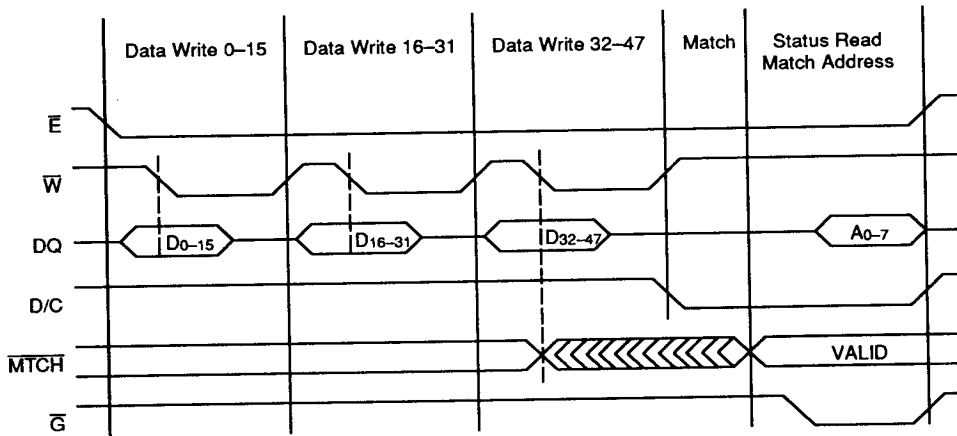 Data Write 0–15
Data Write 16–31
Data Write 32–47
Match
Status Read
Match Address
E̅
W̅
DQ
D0–15
D16–31
D32–47
A0–7
D/C
M̅T̅C̅H̅
VALID
G̅